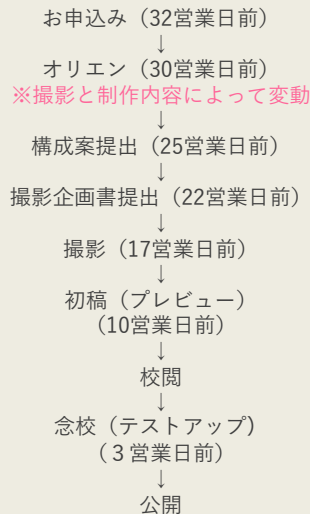 お申込み（32営業日前）
↓
オリエン（30営業日前）
※撮影と制作内容によって変動
↓
構成案提出（25営業日前）
↓
撮影企画書提出（22営業日前）
↓
撮影（17営業日前）
↓
初稿（プレビュー）
（10営業日前）
↓
校閲
↓
念校（テストアップ）
（３営業日前）
↓
公開